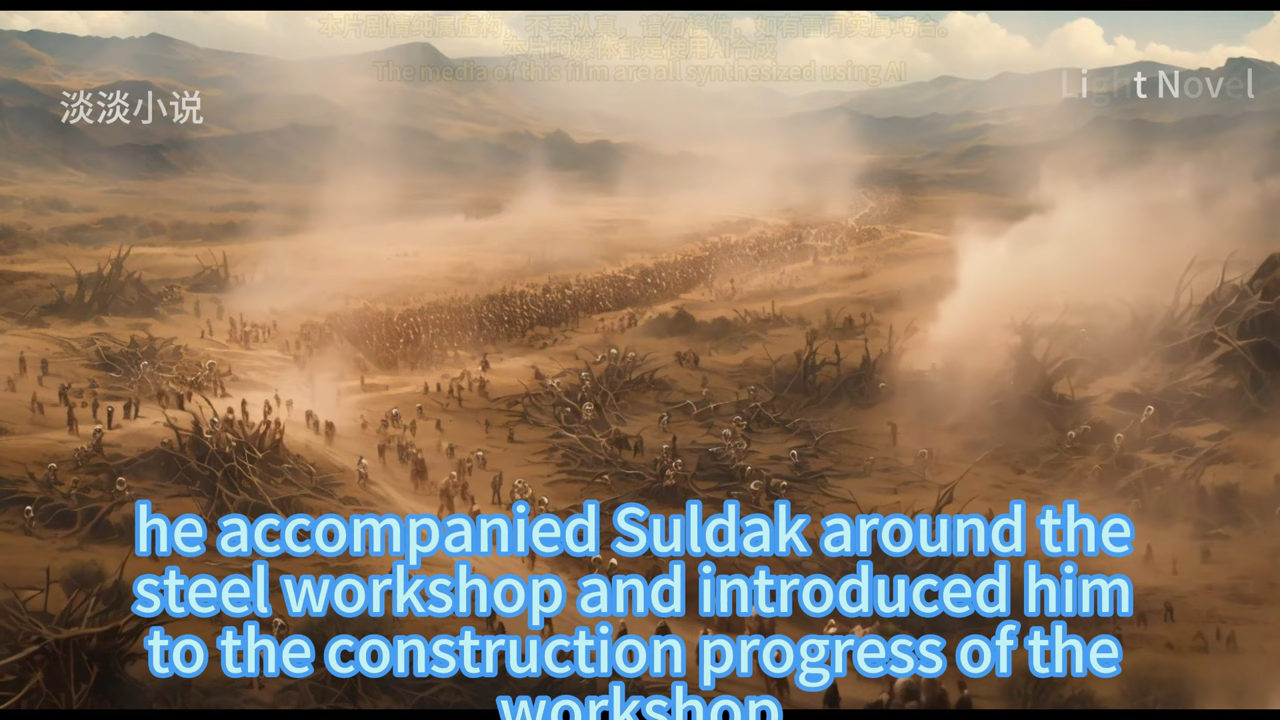 本片剧情纯属虚构，不要认真，请勿模仿，如有雷同实属巧合。
本片的媒体都是使用AI合成
The media of this film are all synthesized using AI
淡淡小说
Light Novel
he accompanied Suldak around the
steel workshop and introduced him
to the construction progress of the
workshop